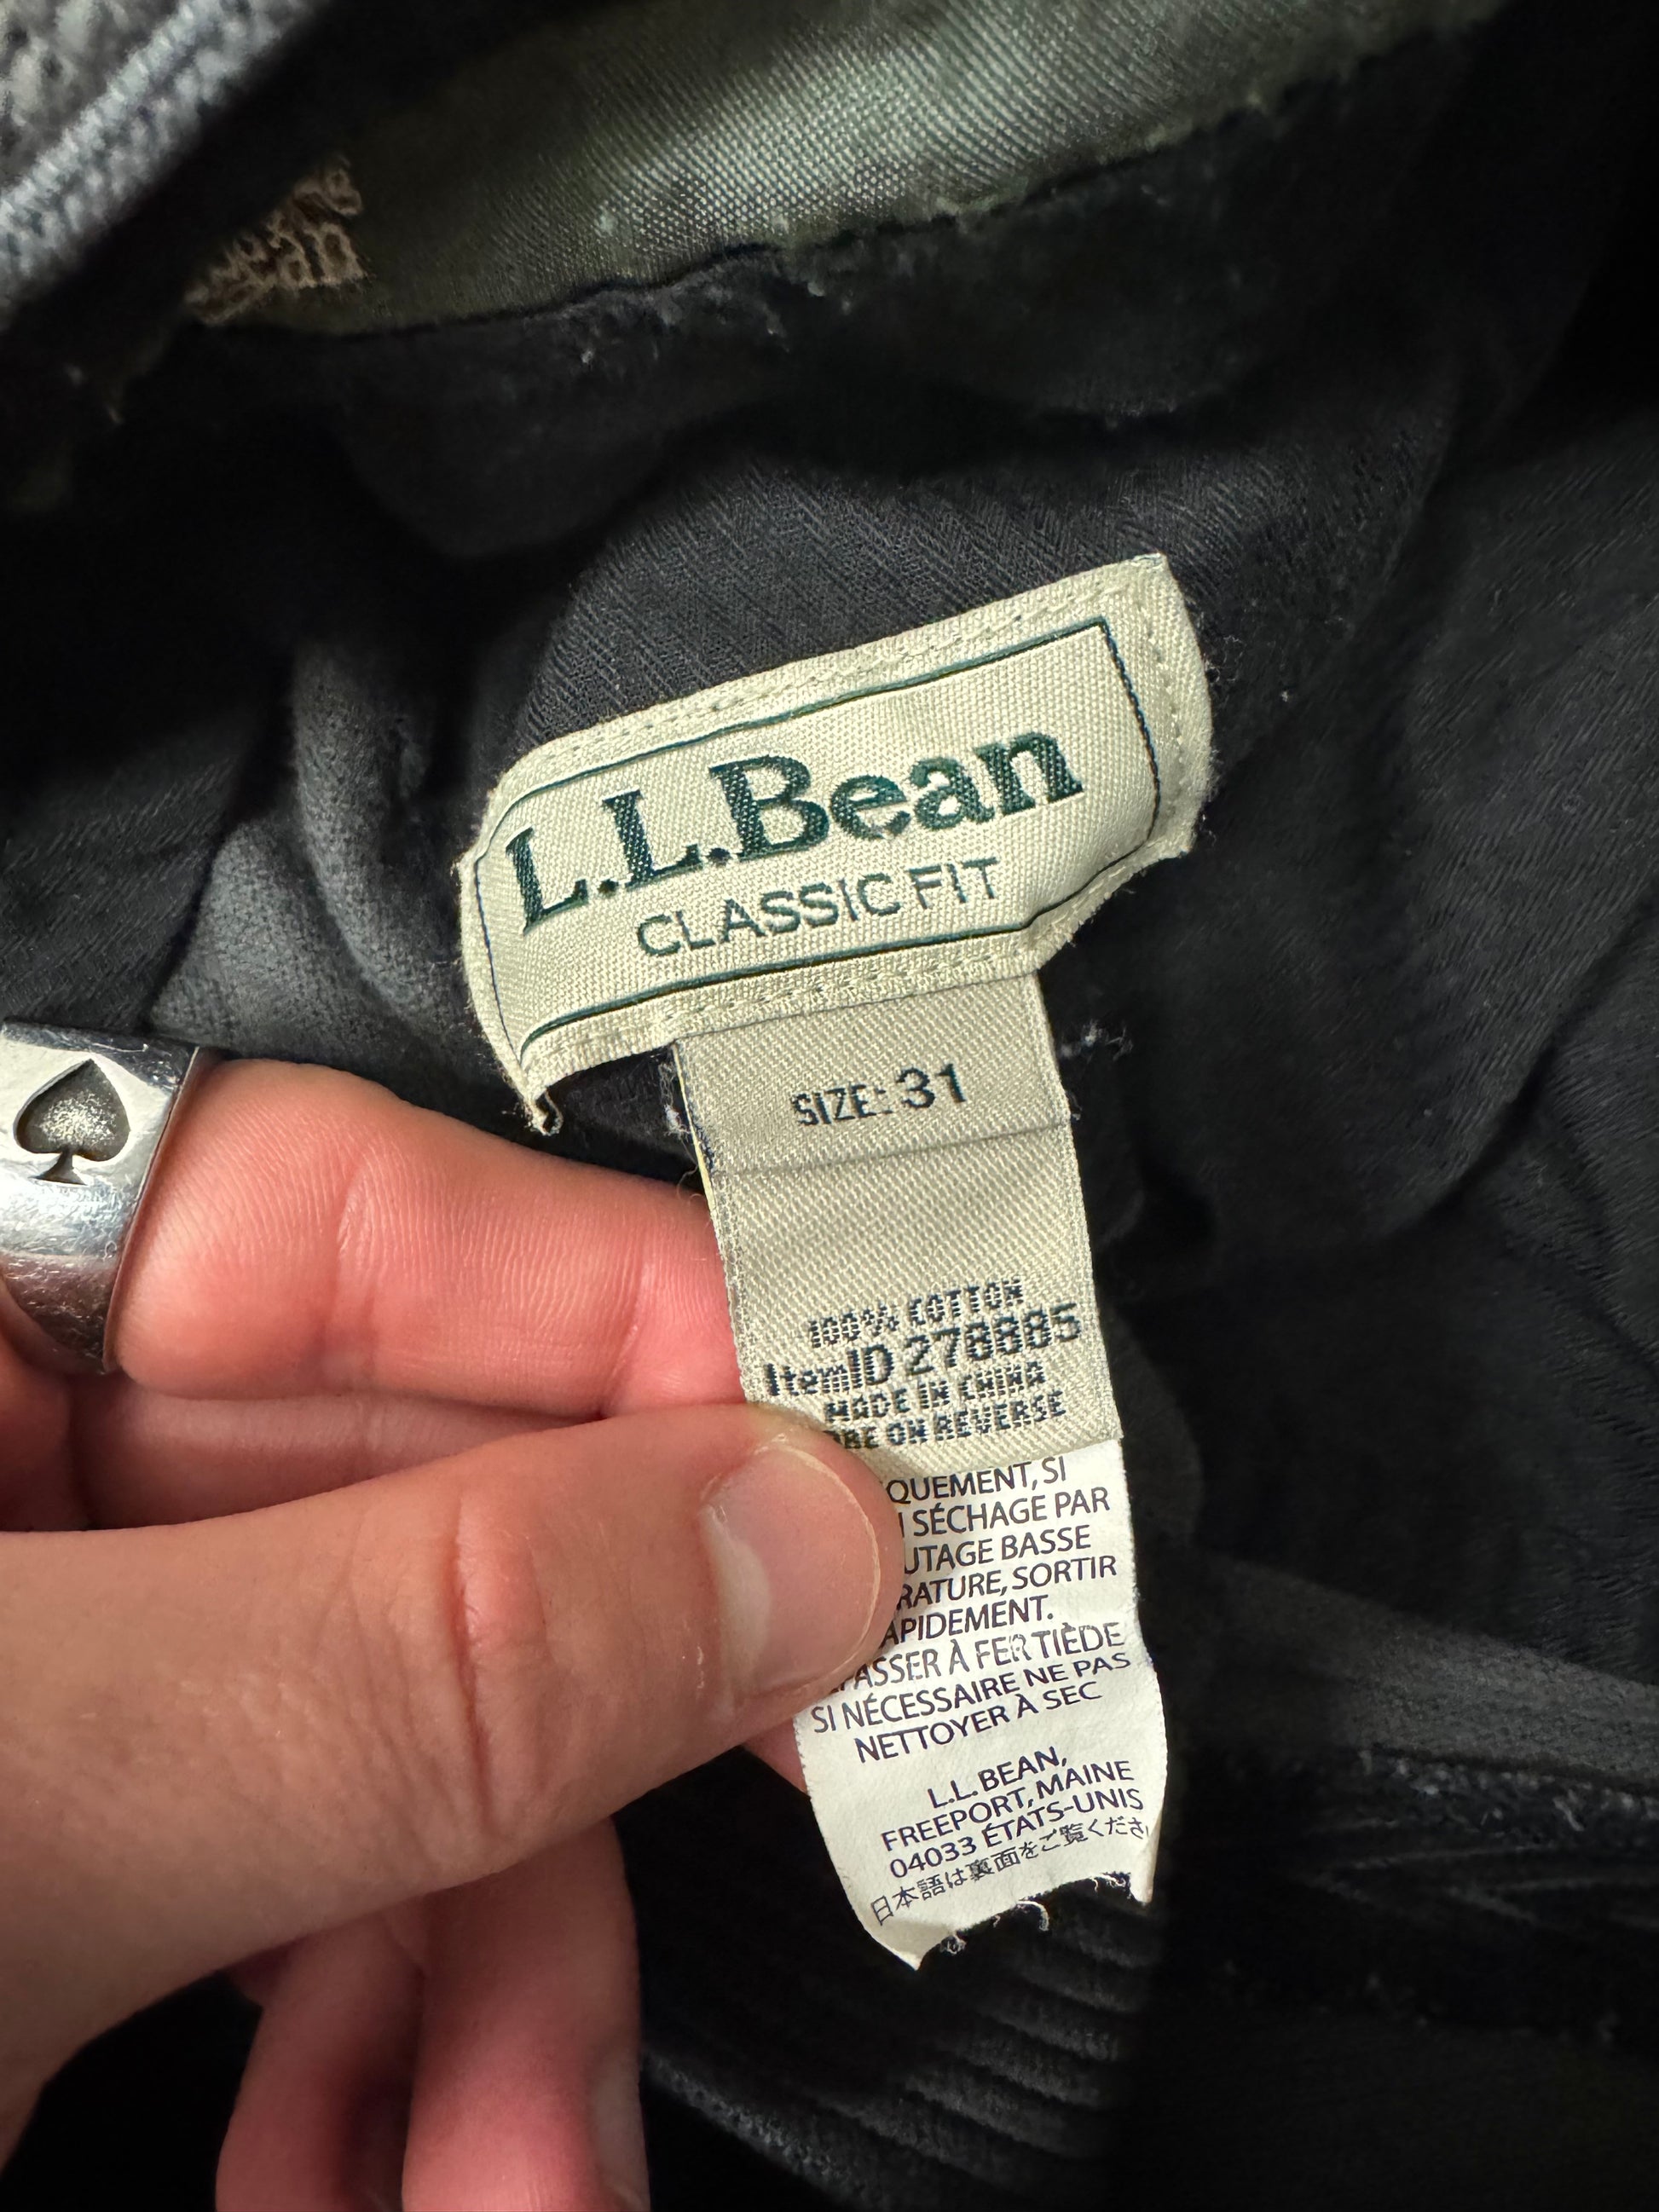 L.L.Bean
CLASSIC FIT
SIZE: 31
100% COTTON
ItemID 278885
MADE IN CHINA
ON REVERSE
QUEMENT, SI
SÉCHAGE PAR
UTAGE BASSE
RATURE, SORTIR
APIDEMENT.
PASSER À FER TIÈDE
SI NÉCESSAIRE NE PAS
NETTOYER À SEC
L.L. BEAN,
FREEPORT, MAINE
04033 ÉTATS-UNIS
日本語は裏面をご覧くださ